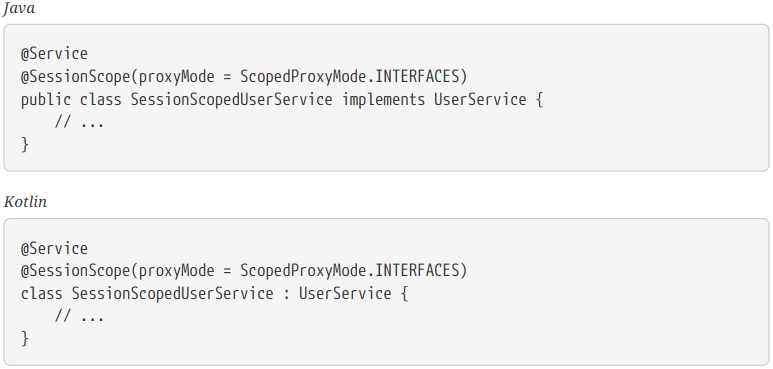 Java
@Service
@SessionScope(proxyMode = ScopedProxyMode.INTERFACES)
public class SessionScopedUserService implements UserService {
    // ...
}
Kotlin
@Service
@SessionScope(proxyMode = ScopedProxyMode.INTERFACES)
class SessionScopedUserService : UserService {
    // ...
}